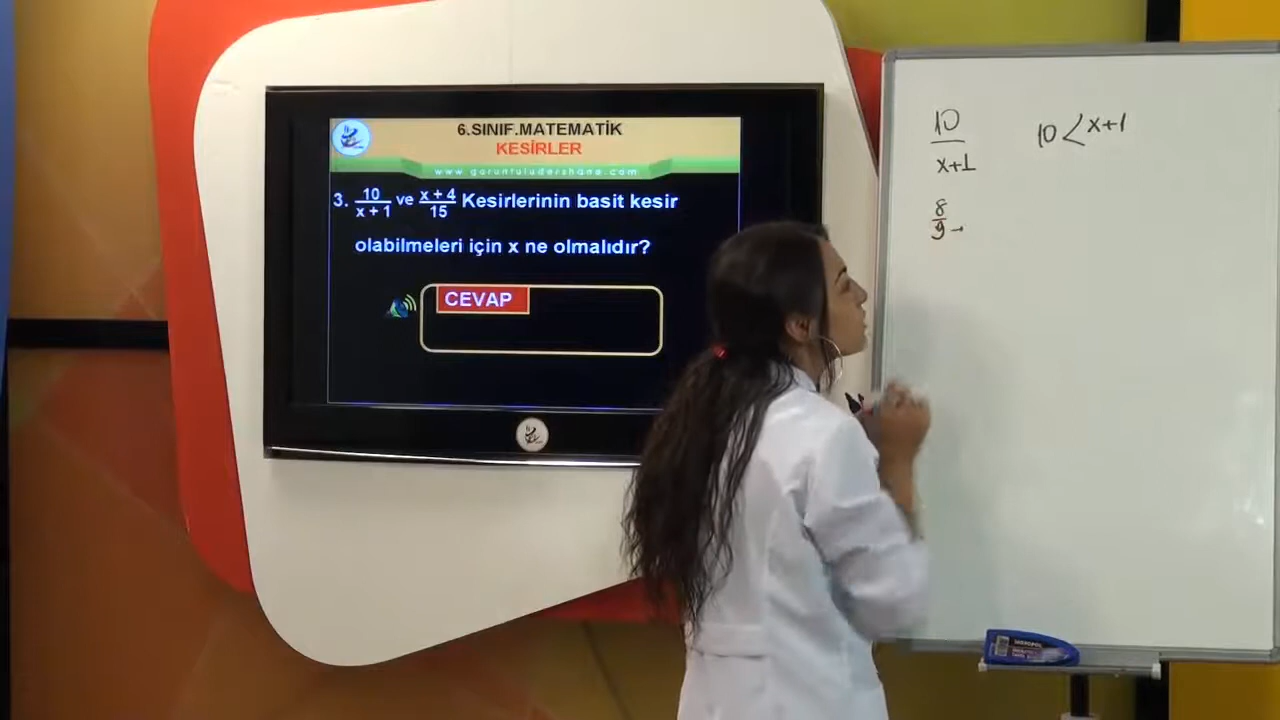 6.SINIF.MATEMATİK
KESİRLER
www.goruntuludershane.com
3. 10/x + 1 ve x + 4/15 Kesirlerinin basit kesir
olabilmeleri için x ne olmalıdır?
CEVAP
10/x+1
10 < x+1
8/9 →